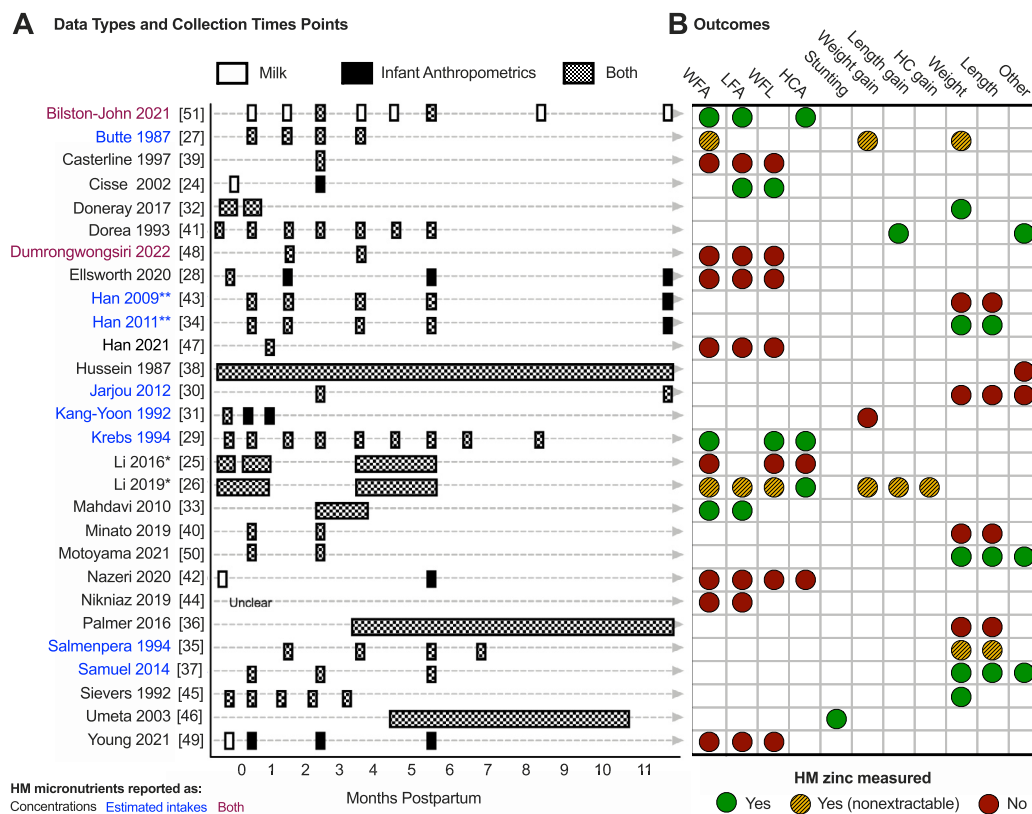 A Data Types and Collection Times Points
Milk Infant Anthropometrics Both
Bilston-John 2021 [51]
Butte 1987 [27]
Casterline 1997 [39]
Cisse 2002 [24]
Doneray 2017 [32]
Dorea 1993 [41]
Dumrongwongsiri 2022 [48]
Ellsworth 2020 [28]
Han 2009** [43]
Han 2011** [34]
Han 2021 [47]
Hussein 1987 [38]
Jarjou 2012 [30]
Kang-Yoon 1992 [31]
Krebs 1994 [29]
Li 2016* [25]
Li 2019* [26]
Mahdavi 2010 [33]
Minato 2019 [40]
Motoyama 2021 [50]
Nazeri 2020 [42]
Nikniaz 2019 [44] Unclear
Palmer 2016 [36]
Salmenpera 1994 [35]
Samuel 2014 [37]
Sievers 1992 [45]
Umeta 2003 [46]
Young 2021 [49]
0 1 2 3 4 5 6 7 8 9 10 11
Months Postpartum
HM micronutrients reported as:
Concentrations Estimated intakes Both
B Outcomes
WFA
LFA
WFL
HCA
Stunting
Weight gain
Length gain
HC gain
Weight
Length
Other
HM zinc measured
Yes Yes (nonextractable) No